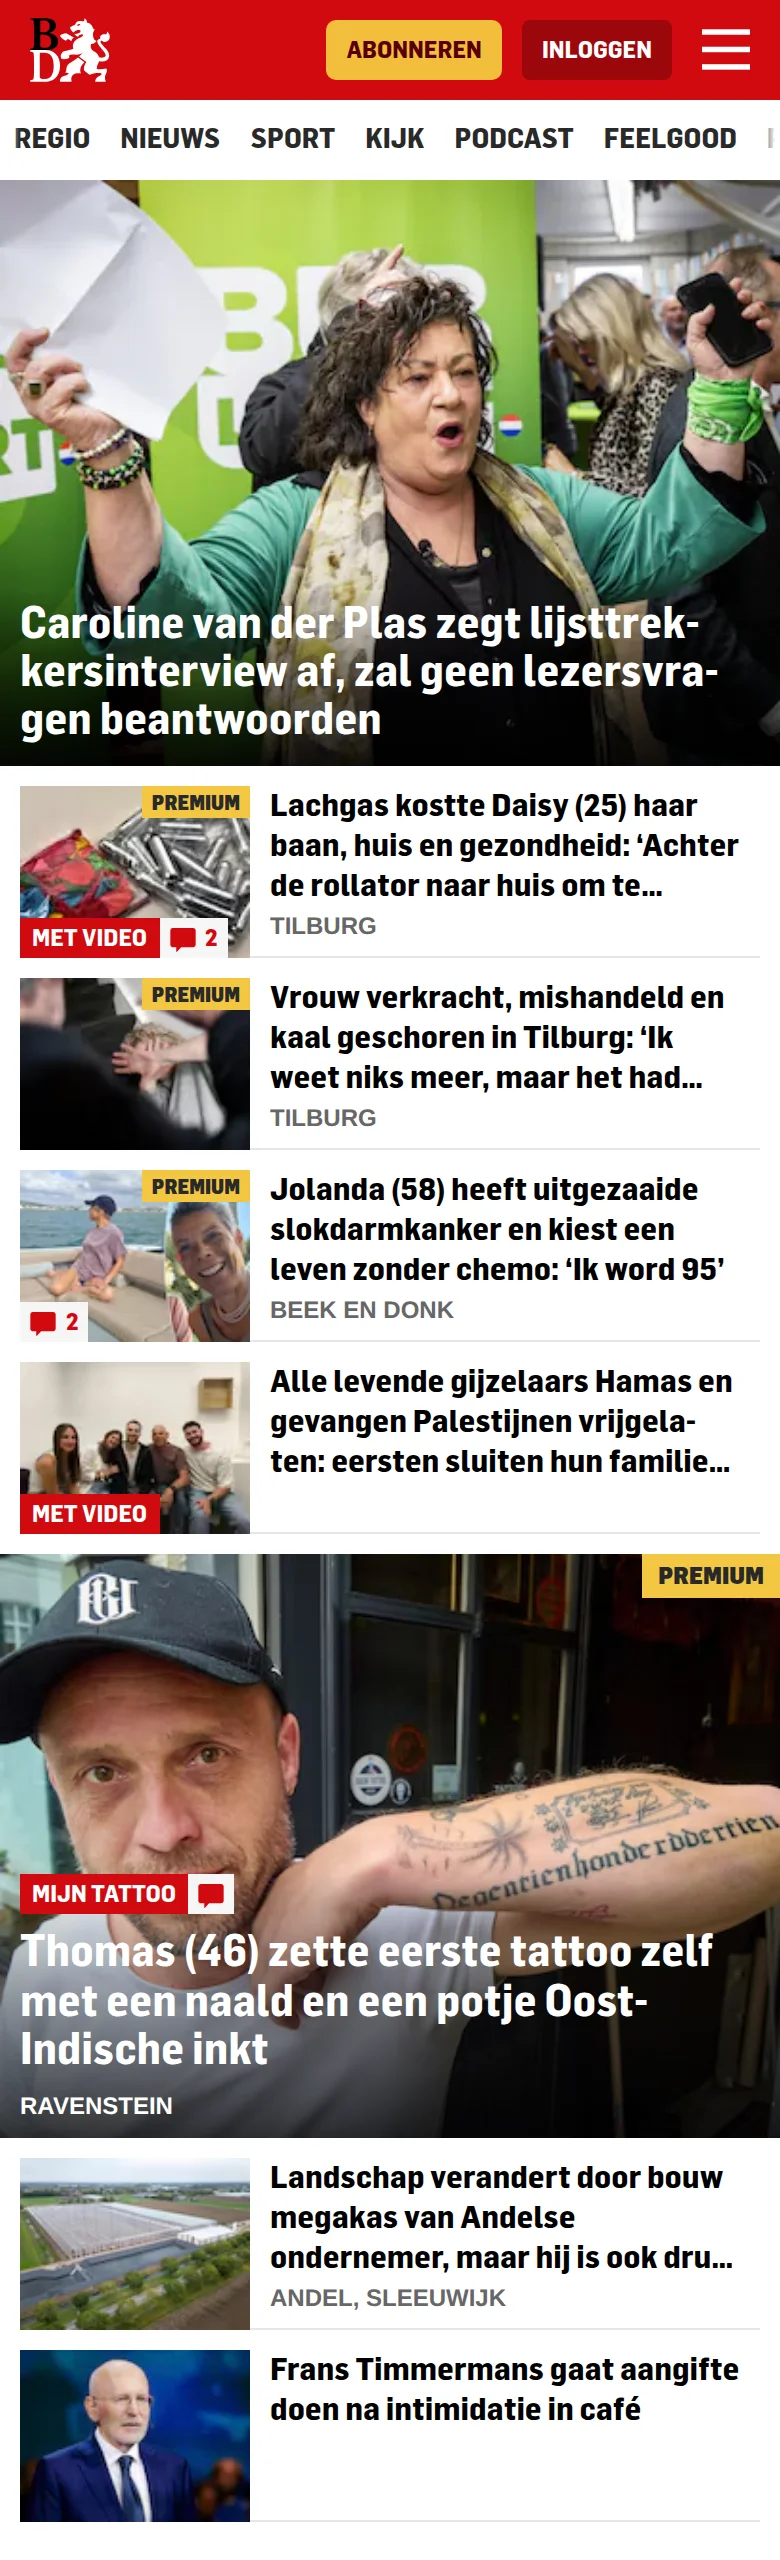 BD
ABONNEREN
INLOGGEN
REGIO NIEUWS SPORT KIJK PODCAST FEELGOOD
Caroline van der Plas zegt lijsttrek-
kersinterview af, zal geen lezersvra-
gen beantwoorden
PREMIUM
MET VIDEO 2
Lachgas kostte Daisy (25) haar
baan, huis en gezondheid: ‘Achter
de rollator naar huis om te...
TILBURG
PREMIUM
Vrouw verkracht, mishandeld en
kaal geschoren in Tilburg: ‘Ik
weet niks meer, maar het had...
TILBURG
PREMIUM
2
Jolanda (58) heeft uitgezaaide
slokdarmkanker en kiest een
leven zonder chemo: ‘Ik word 95’
BEEK EN DONK
MET VIDEO
Alle levende gijzelaars Hamas en
gevangen Palestijnen vrijgela-
ten: eersten sluiten hun familie...
PREMIUM
MIJN TATTOO
Thomas (46) zette eerste tattoo zelf
met een naald en een potje Oost-
Indische inkt
RAVENSTEIN
Landschap verandert door bouw
megakas van Andelse
ondernemer, maar hij is ook dru...
ANDEL, SLEEUWIJK
Frans Timmermans gaat aangifte
doen na intimidatie in café